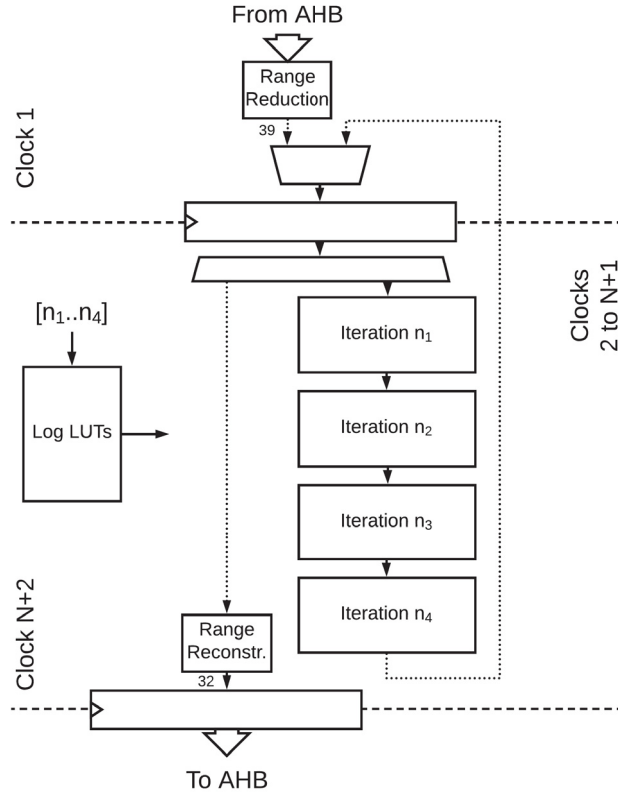 From AHB
Range
Reduction
39
Clock 1
Clocks
2 to N+1
[n₁..n₄]
Iteration n₁
Log LUTs
Iteration n₂
Iteration n₃
Iteration n₄
Clock N+2
Range
Reconstr.
32
To AHB